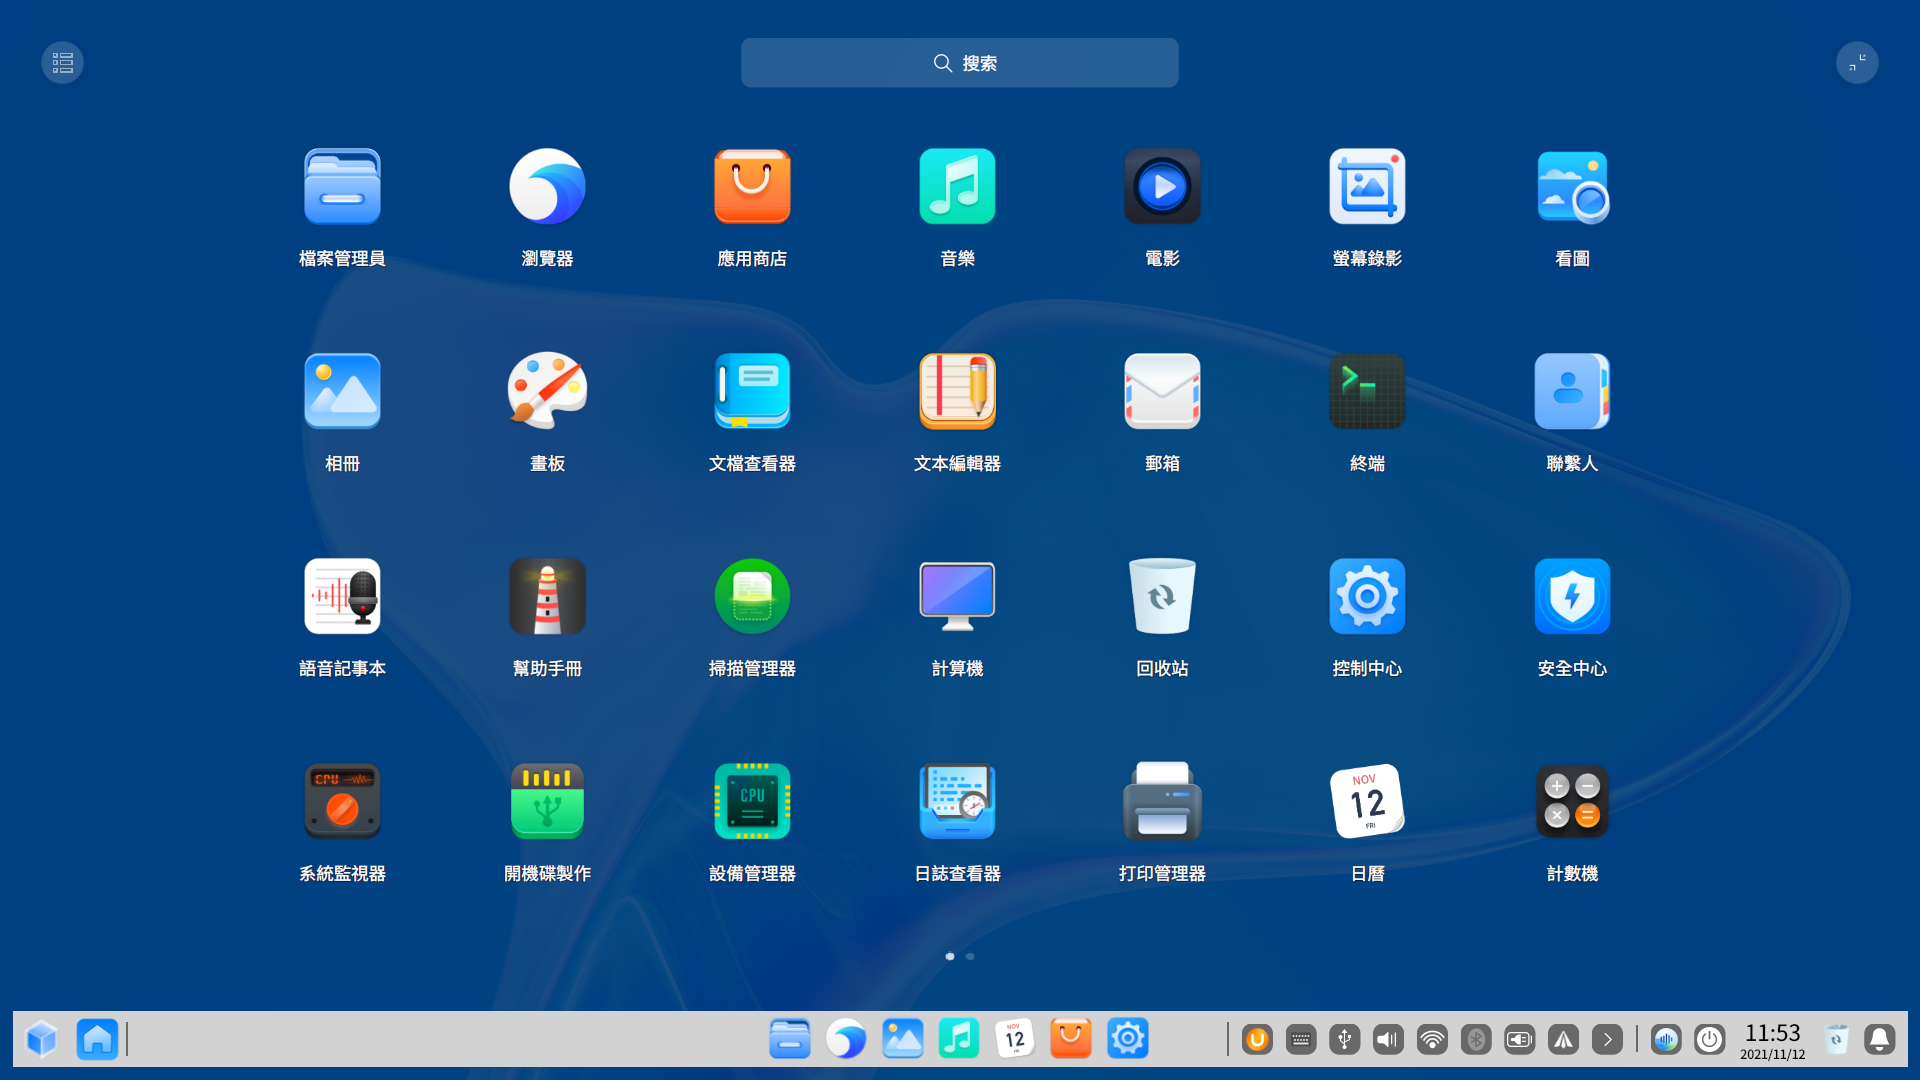 搜索
檔案管理員
瀏覽器
應用商店
音樂
電影
螢幕錄影
看圖
相冊
畫板
文檔查看器
文本編輯器
郵箱
終端
聯繫人
語音記事本
幫助手冊
掃描管理器
計算機
回收站
控制中心
安全中心
CPU
CPU
NOV
12
FRI
系統監視器
開機碟製作
設備管理器
日誌查看器
打印管理器
日曆
計數機
NOV
12
11:53
2021/11/12